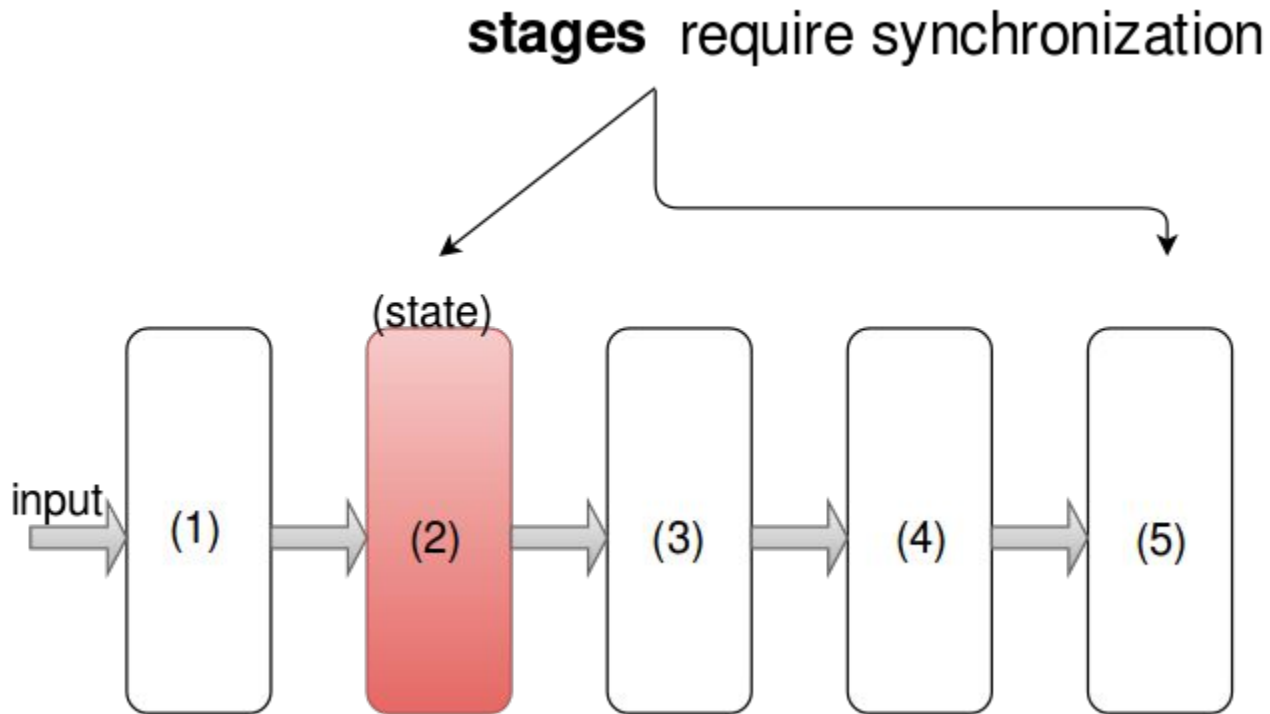 stages require synchronization
(state)
input
(1)
(2)
(3)
(4)
(5)